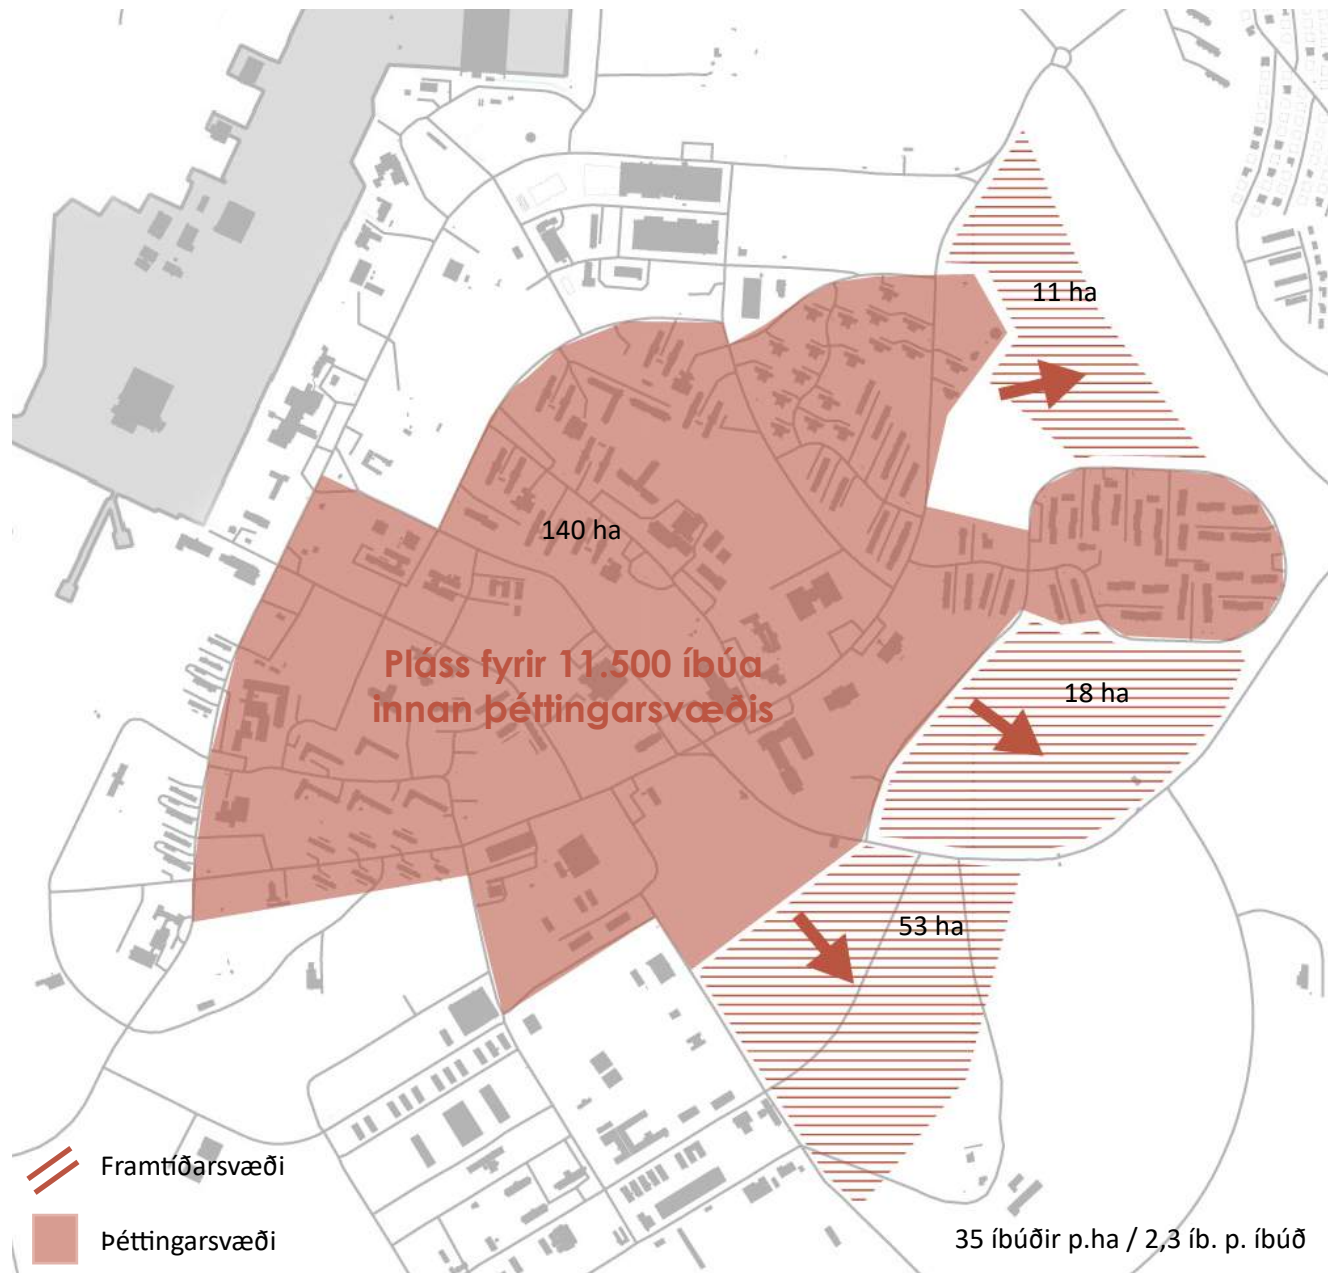 11 ha
140 ha
Pláss fyrir 11.500 íbúa
innan þéttingarsvæðis
18 ha
53 ha
Framtíðarsvæði
Þéttingarsvæði
35 íbúðir p.ha / 2,3 íb. p. íbúð